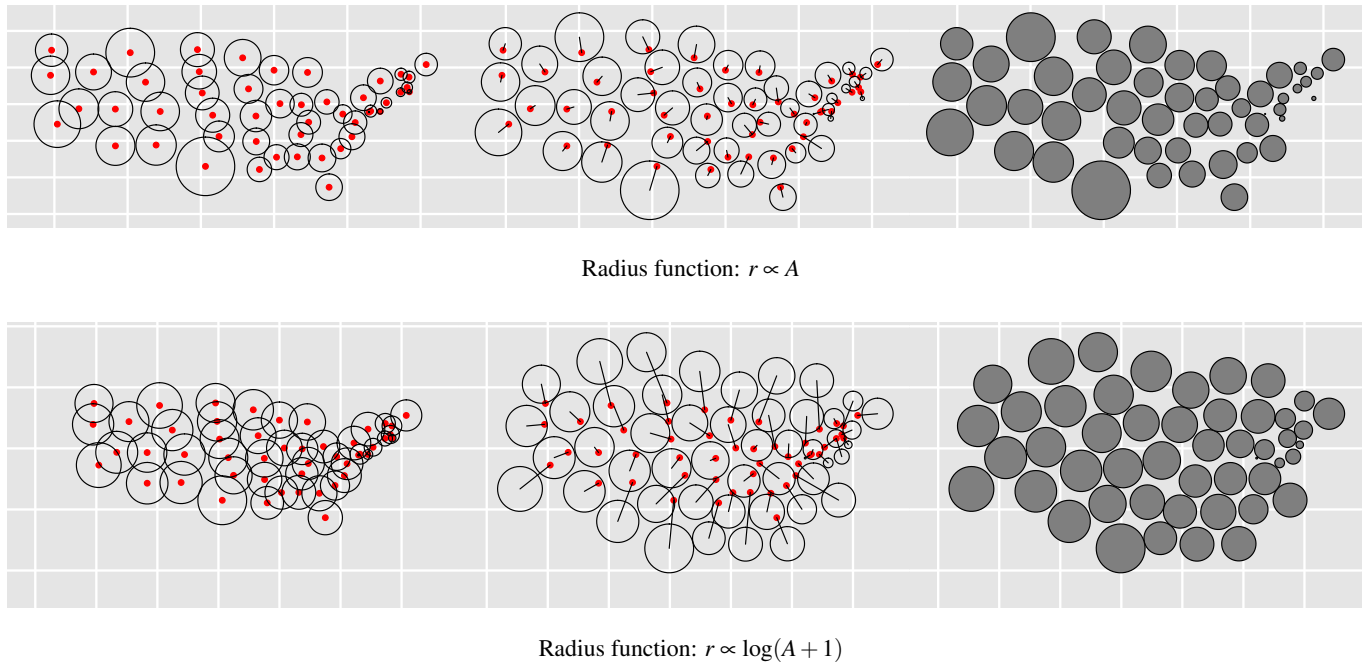 Radius function: r ∝ A
Radius function: r ∝ log(A + 1)